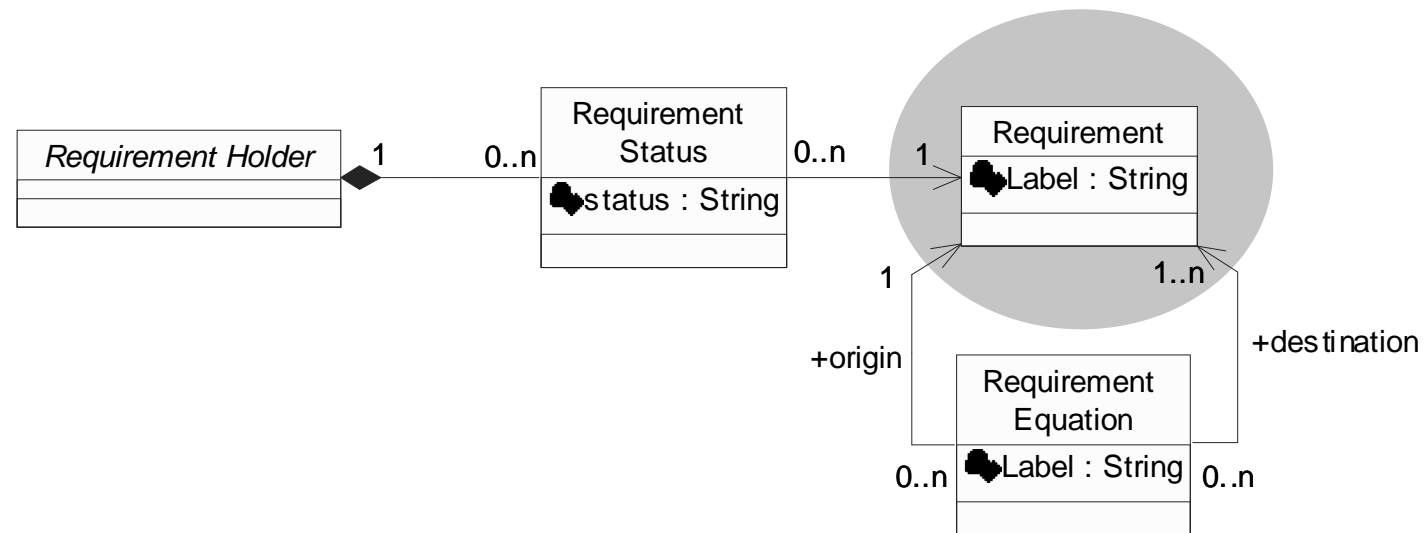 Requirement Holder
1
0..n
Requirement
Status
status : String
0..n
1
Requirement
Label : String
1
1..n
+origin
+destination
Requirement
Equation
Label : String
0..n
0..n